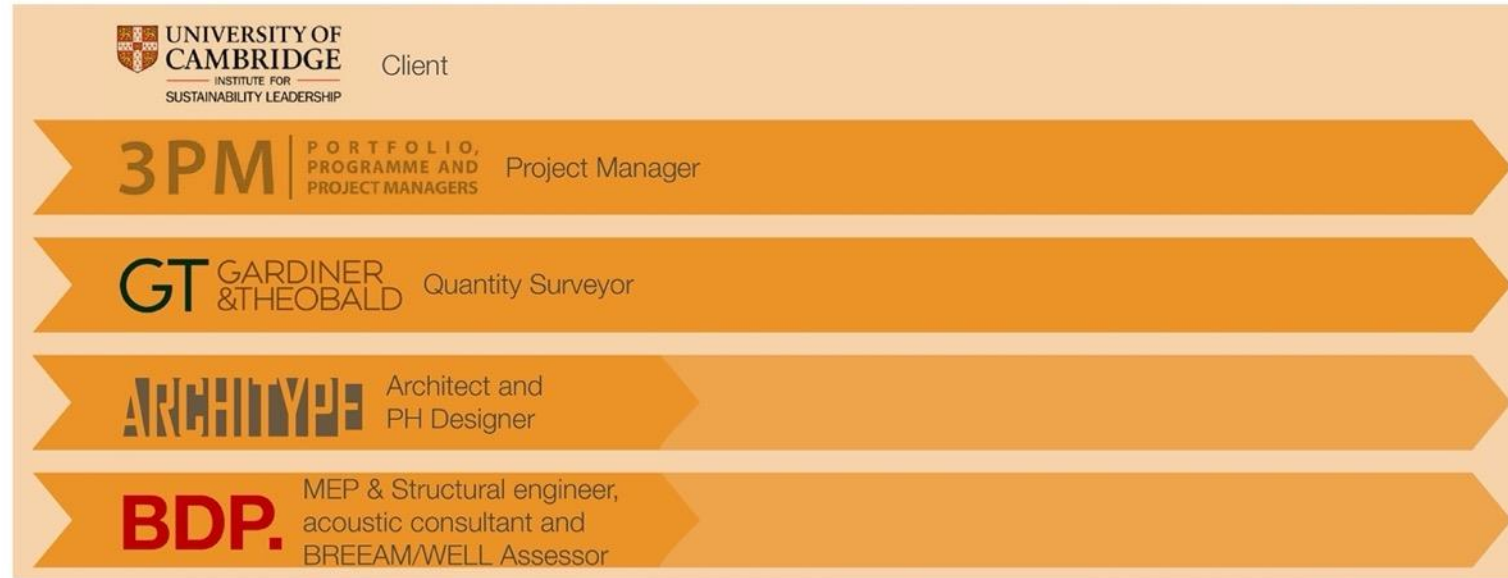 UNIVERSITY OF
CAMBRIDGE
INSTITUTE FOR
SUSTAINABILITY LEADERSHIP
Client
3PM
PORTFOLIO,
PROGRAMME AND
PROJECT MANAGERS
Project Manager
GT
GARDINER
&THEOBALD
Quantity Surveyor
ARCHITYPE
Architect and
PH Designer
BDP.
MEP & Structural engineer,
acoustic consultant and
BREEAM/WELL Assessor